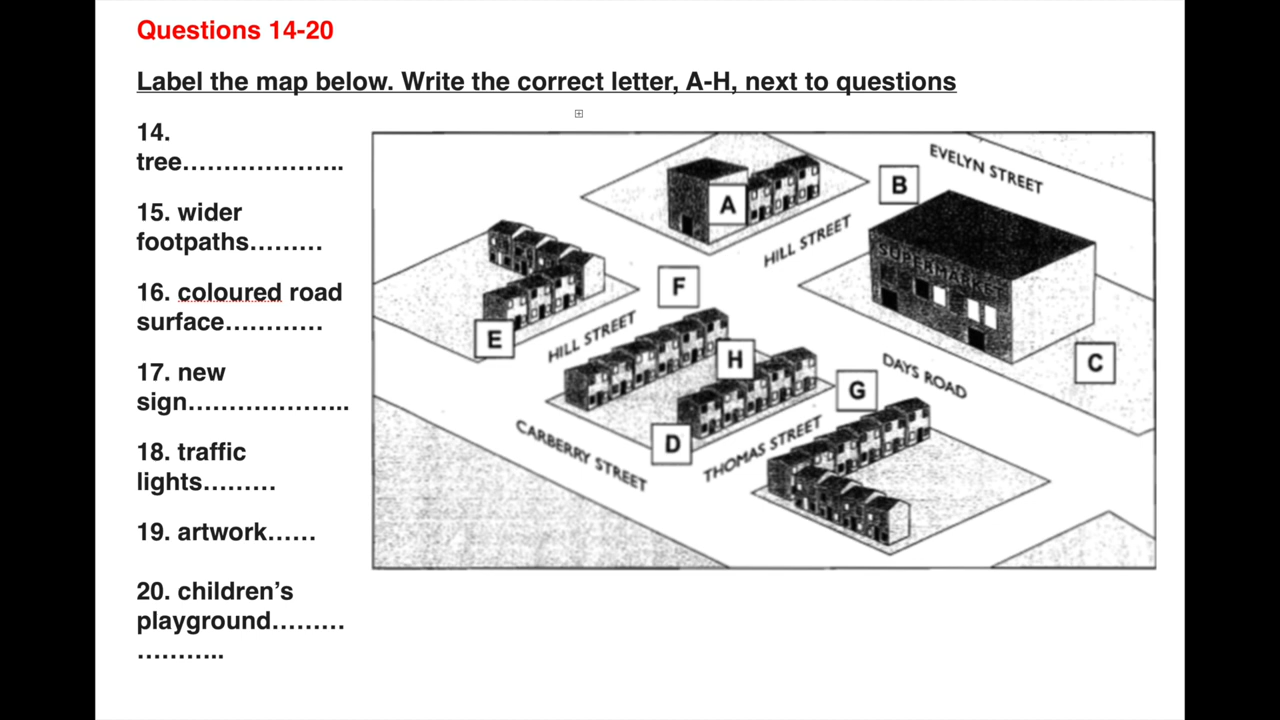 Questions 14-20
Label the map below. Write the correct letter, A-H, next to questions
14.
tree………………..
15. wider
footpaths………
16. coloured road
surface…………
17. new
sign………………..
18. traffic
lights………
19. artwork……
20. children’s
playground………
………..
EVELYN STREET
B
A
HILL STREET
SUPERMARKET
F
E
HILL STREET
H
C
DAYS ROAD
G
D
CARBERRY STREET
THOMAS STREET